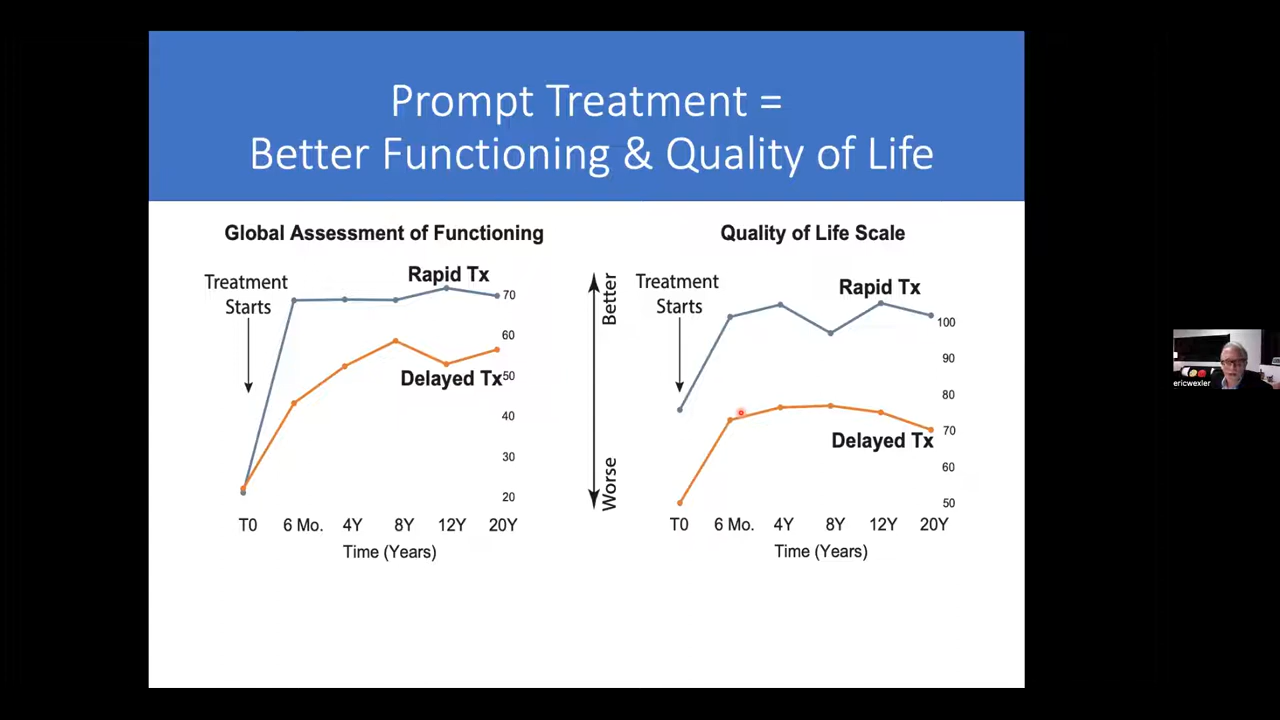 Prompt Treatment =
Better Functioning & Quality of Life
Global Assessment of Functioning
Treatment
Starts
Rapid Tx
Delayed Tx
70
60
50
40
30
20
T0 6 Mo. 4Y 8Y 12Y 20Y
Time (Years)
Better
Worse
Quality of Life Scale
Treatment
Starts
Rapid Tx
Delayed Tx
100
90
80
70
60
50
T0 6 Mo. 4Y 8Y 12Y 20Y
Time (Years)
ericwexler